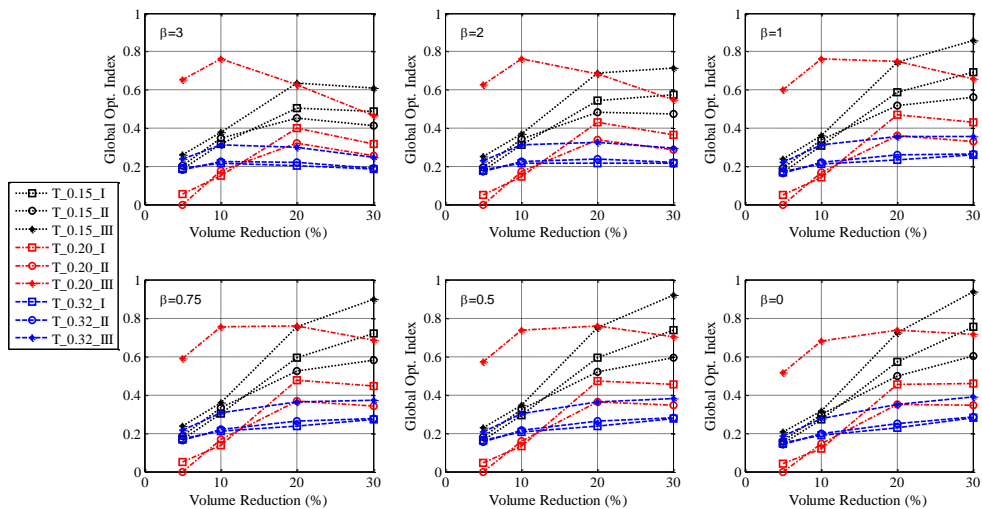 β=3
Global Opt. Index
1
0.8
0.6
0.4
0.2
0
0
10
20
30
Volume Reduction (%)
β=2
Global Opt. Index
1
0.8
0.6
0.4
0.2
0
0
10
20
30
Volume Reduction (%)
β=1
Global Opt. Index
1
0.8
0.6
0.4
0.2
0
0
10
20
30
Volume Reduction (%)
T_0.15_I
T_0.15_II
T_0.15_III
T_0.20_I
T_0.20_II
T_0.20_III
T_0.32_I
T_0.32_II
T_0.32_III
β=0.75
Global Opt. Index
1
0.8
0.6
0.4
0.2
0
0
10
20
30
Volume Reduction (%)
β=0.5
Global Opt. Index
1
0.8
0.6
0.4
0.2
0
0
10
20
30
Volume Reduction (%)
β=0
Global Opt. Index
1
0.8
0.6
0.4
0.2
0
0
10
20
30
Volume Reduction (%)